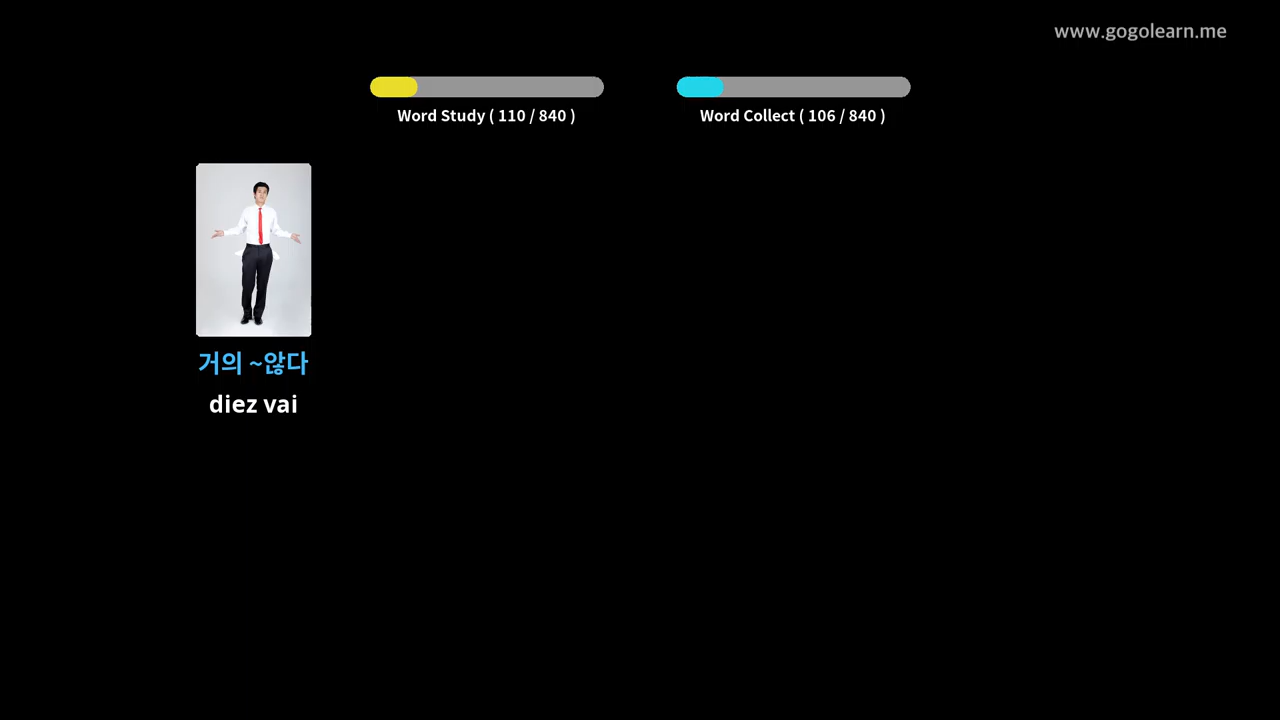 www.gogolearn.me
Word Study ( 110 / 840 )
Word Collect ( 106 / 840 )
거의 ~않다
diez vai